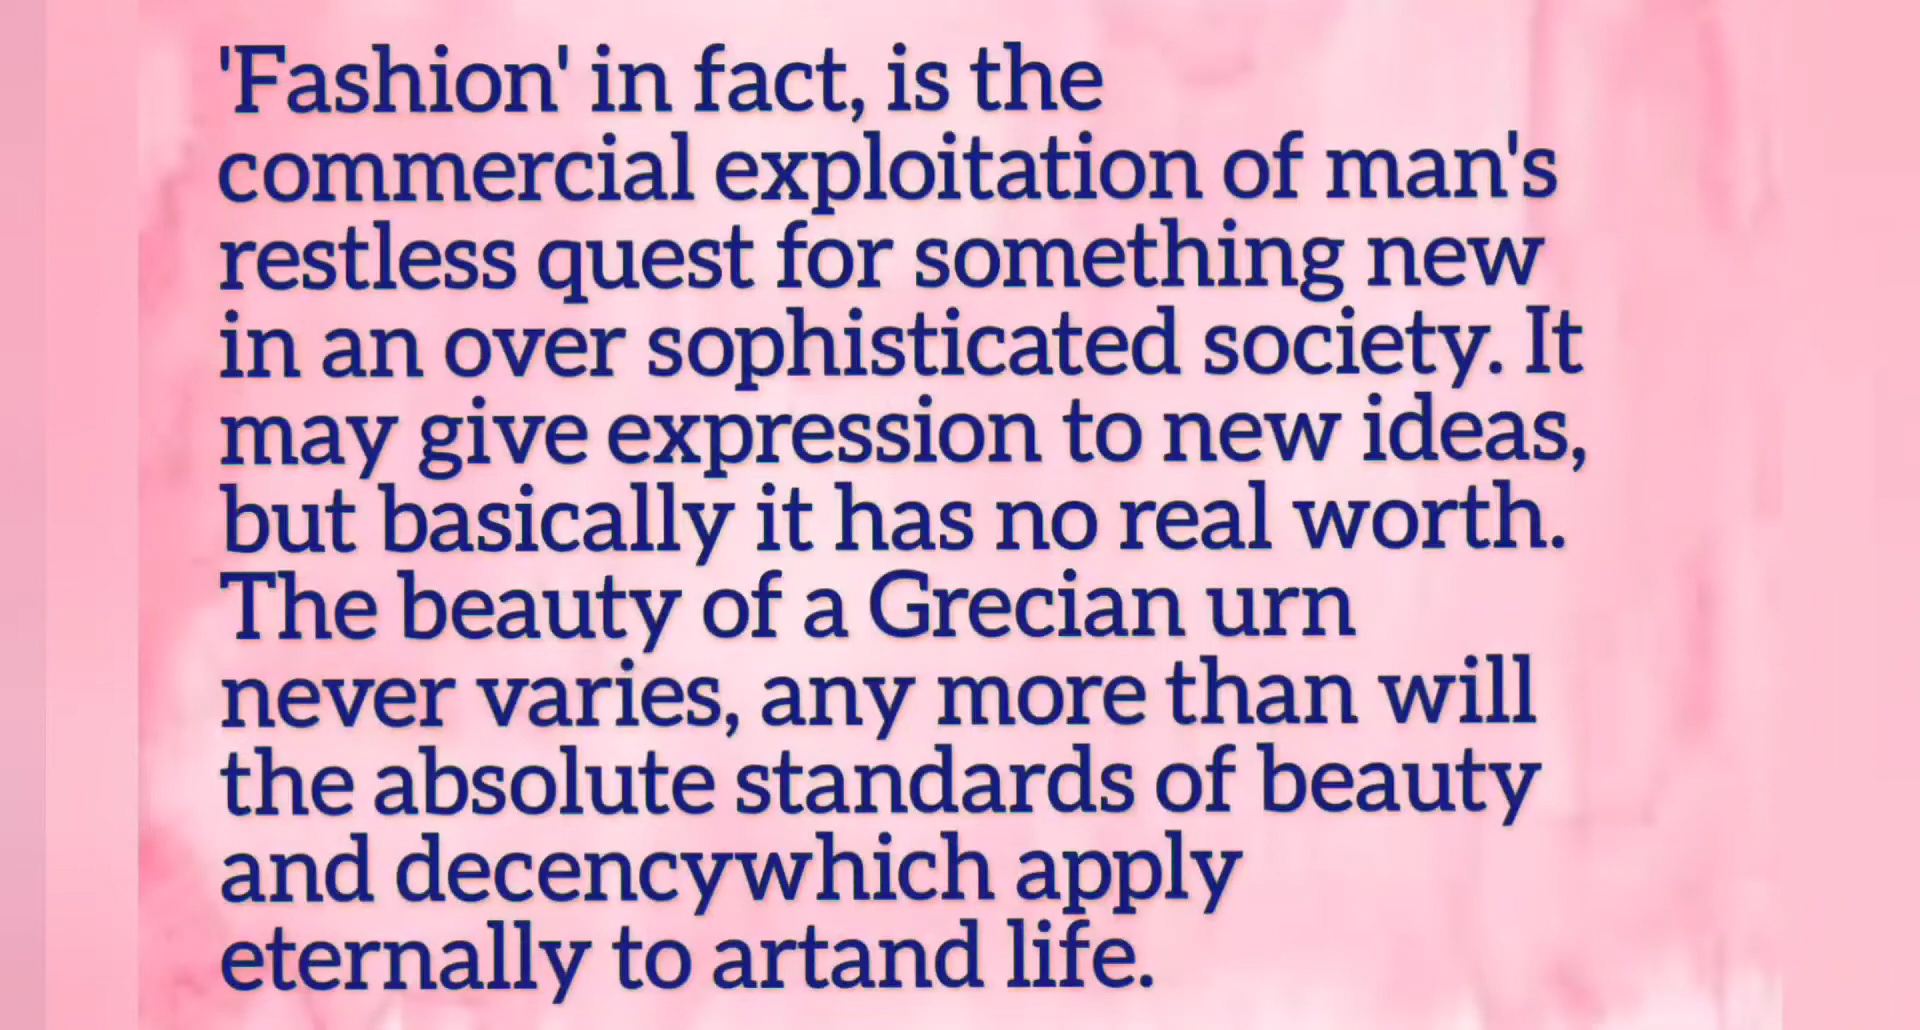 'Fashion' in fact, is the
commercial exploitation of man's
restless quest for something new
in an over sophisticated society. It
may give expression to new ideas,
but basically it has no real worth.
The beauty of a Grecian urn
never varies, any more than will
the absolute standards of beauty
and decencywhich apply
eternally to artand life.